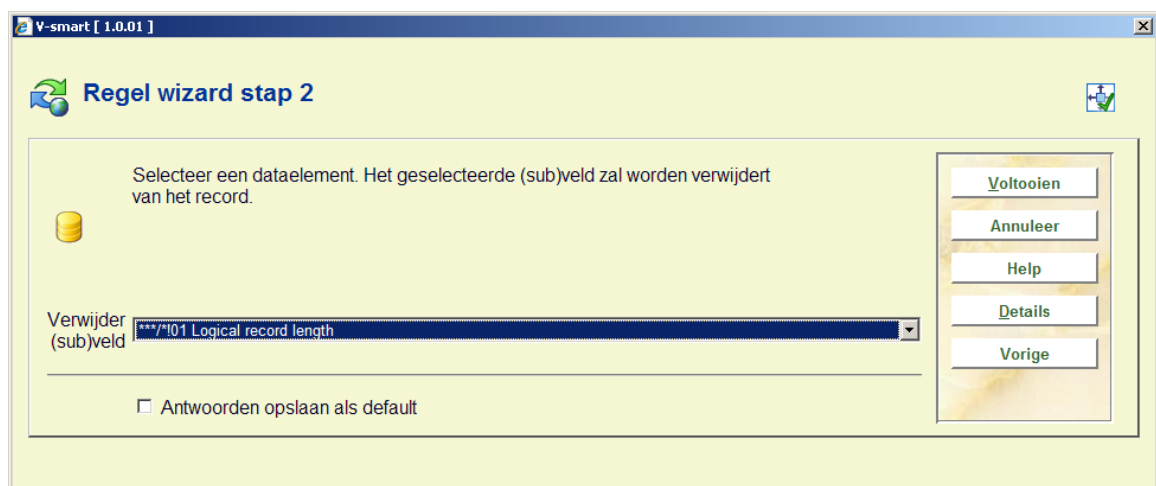 V-smart [ 1.0.01 ]
Regel wizard stap 2
Selecteer een dataelement. Het geselecteerde (sub)veld zal worden verwijdert
van het record.
Verwijder
(sub)veld
***/*!01 Logical record length
Antwoorden opslaan als default
Voltooien
Annuleer
Help
Details
Vorige